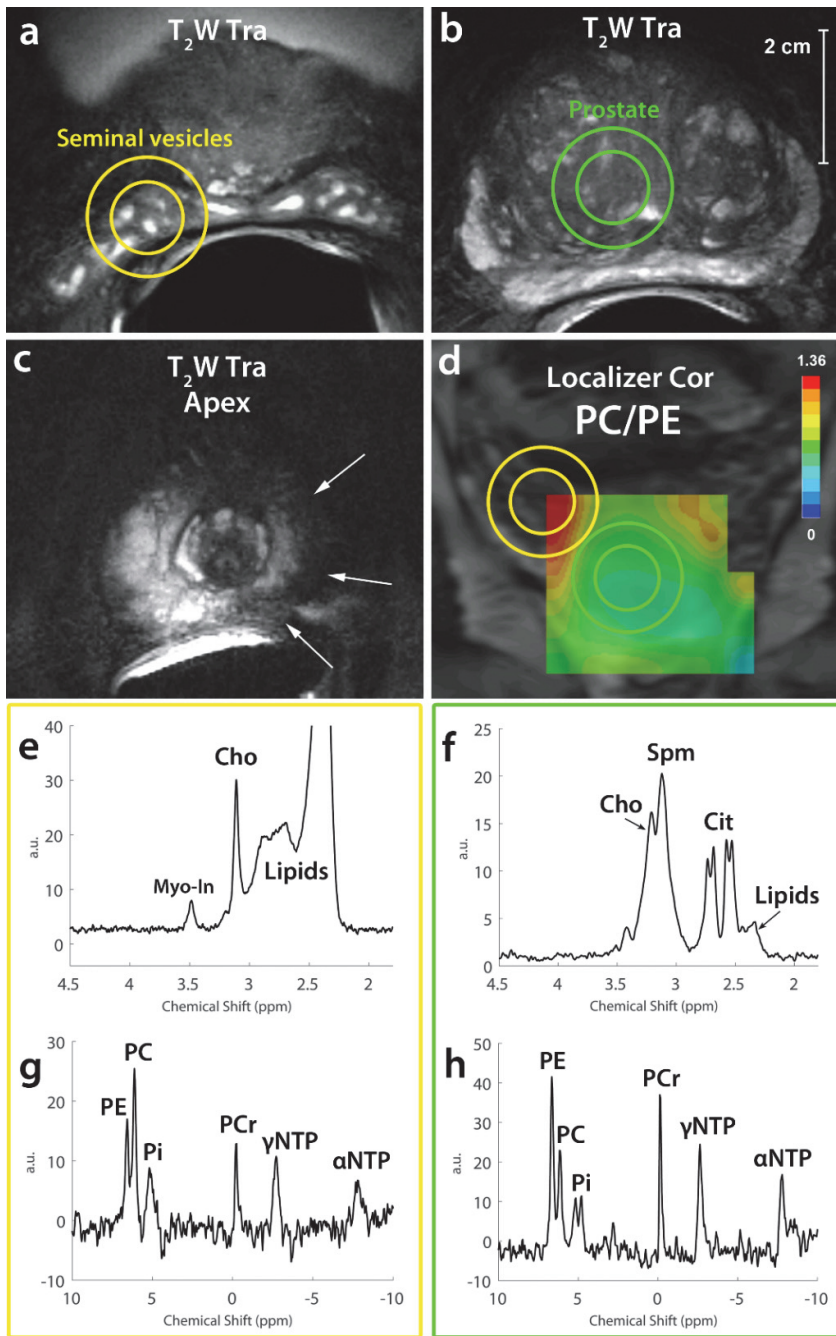 a
T₂W Tra
Seminal vesicles
b
T₂W Tra
2 cm
Prostate
c
T₂W Tra
Apex
d
Localizer Cor
PC/PE
1.36
0
e
40
30
20
10
0
a.u.
Cho
Myo-In
Lipids
4.5 4 3.5 3 2.5 2
Chemical Shift (ppm)
f
25
20
15
10
5
0
a.u.
Spm
Cho
Cit
Lipids
4.5 4 3.5 3 2.5 2
Chemical Shift (ppm)
g
30
20
10
0
-10
a.u.
PC
PE
Pi
PCr
γNTP
αNTP
10 5 0 -5 -10
Chemical Shift (ppm)
h
50
40
30
20
10
0
-10
a.u.
PE
PC
Pi
PCr
γNTP
αNTP
10 5 0 -5 -10
Chemical Shift (ppm)